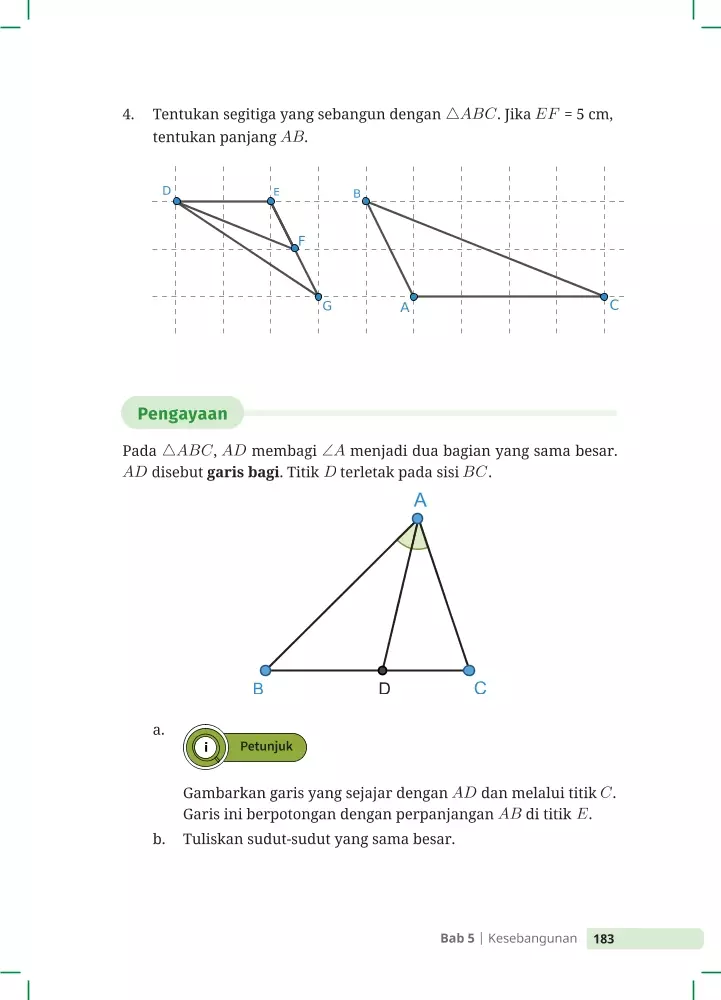 4. Tentukan segitiga yang sebangun dengan △ABC. Jika EF = 5 cm,
tentukan panjang AB.
D E B
F
G A C
Pengayaan
Pada △ABC, AD membagi ∠A menjadi dua bagian yang sama besar.
AD disebut garis bagi. Titik D terletak pada sisi BC.
A
B D C
a.
i Petunjuk
Gambarkan garis yang sejajar dengan AD dan melalui titik C.
Garis ini berpotongan dengan perpanjangan AB di titik E.
b. Tuliskan sudut-sudut yang sama besar.
Bab 5 | Kesebangunan 183